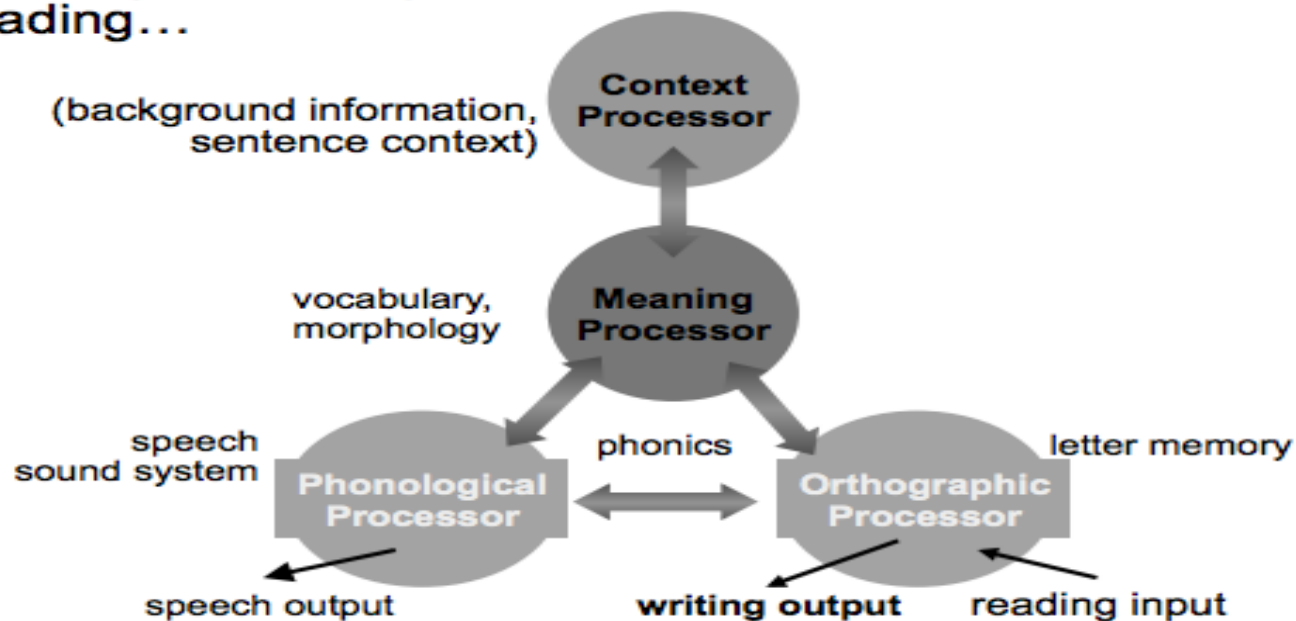 ading...
Context
Processor
(background information,
sentence context)
vocabulary,
morphology
Meaning
Processor
speech
sound system
phonics
letter memory
Phonological
Processor
Orthographic
Processor
speech output
writing output
reading input